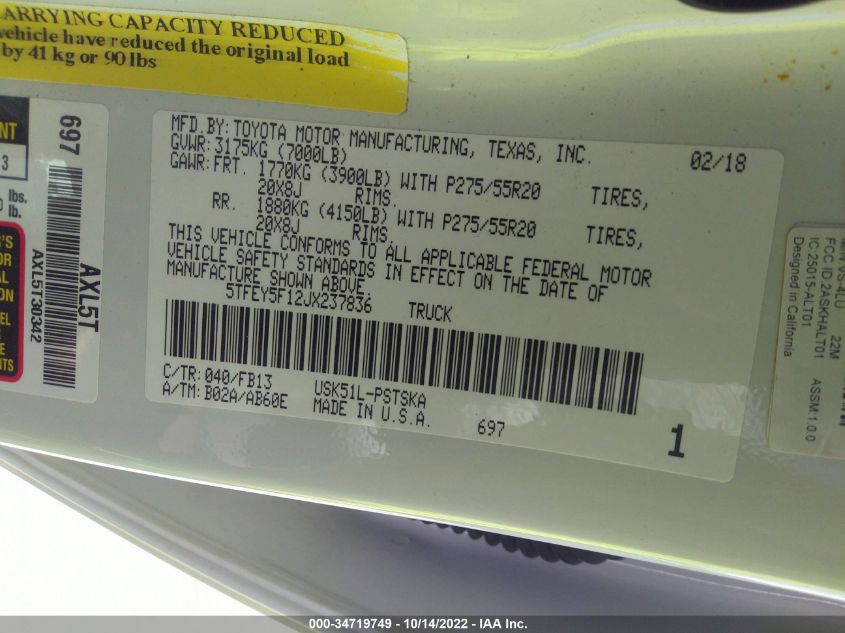 ARRYING CAPACITY REDUCED
vehicle have reduced the original load
by 41 kg or 90 lbs
697
AXL5T
AXL5T30342
NT
3
lbs.
lb.
MFD.BY: TOYOTA MOTOR MANUFACTURING, TEXAS, INC. 02/18
GVWR: 3175KG (7000LB)
GAWR: FRT. 1770KG (3900LB) WITH P275/55R20 TIRES,
20X8J RIMS.
RR. 1880KG (4150LB) WITH P275/55R20 TIRES,
20X8J RIMS.
THIS VEHICLE CONFORMS TO ALL APPLICABLE FEDERAL MOTOR
VEHICLE SAFETY STANDARDS IN EFFECT ON THE DATE OF
MANUFACTURE SHOWN ABOVE.
5TFEY5F12JX237836 TRUCK
C/TR: 040/FB13 USK51L-PSTSKA
A/TM: B02A/AB60E MADE IN U.S.A. 697
1
22M
FCC ID:2ASKHALT01
IC:25015-ALT01 ASSM:1.0.0
Designed in California
000-34719749 - 10/14/2022 - IAA Inc.